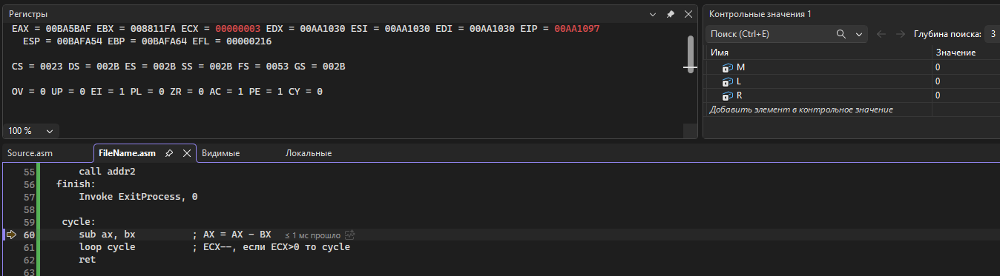 Регистры
EAX = 00BA5BAF EBX = 008811FA ECX = 00000003 EDX = 00AA1030 ESI = 00AA1030 EDI = 00AA1030 EIP = 00AA1097
ESP = 00BAFA54 EBP = 00BAFA64 EFL = 00000216
CS = 0023 DS = 002B ES = 002B SS = 002B FS = 0053 GS = 002B
OV = 0 UP = 0 EI = 1 PL = 0 ZR = 0 AC = 1 PE = 1 CY = 0
100 %
Контрольные значения 1
Поиск (Ctrl+E) Глубина поиска: 3
Имя Значение
M 0
L 0
R 0
Добавить элемент в контрольное значение
Source.asm FileName.asm Видимые Локальные
55 call addr2
56 finish:
57 Invoke ExitProcess, 0
58
59 cycle:
60 sub ax, bx ; AX = AX - BX ≤ 1 мс прошло
61 loop cycle ; ECX--, если ECX>0 то cycle
62 ret
63